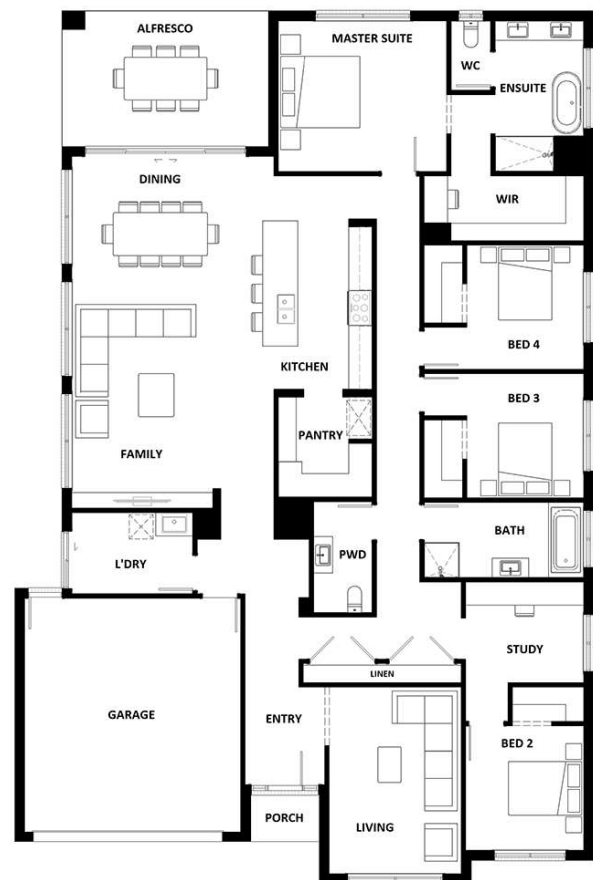 ALFRESCO
MASTER SUITE
WC
ENSUITE
DINING
WIR
BED 4
KITCHEN
BED 3
PANTRY
FAMILY
BATH
PWD
L'DRY
STUDY
LINEN
GARAGE
ENTRY
BED 2
PORCH
LIVING